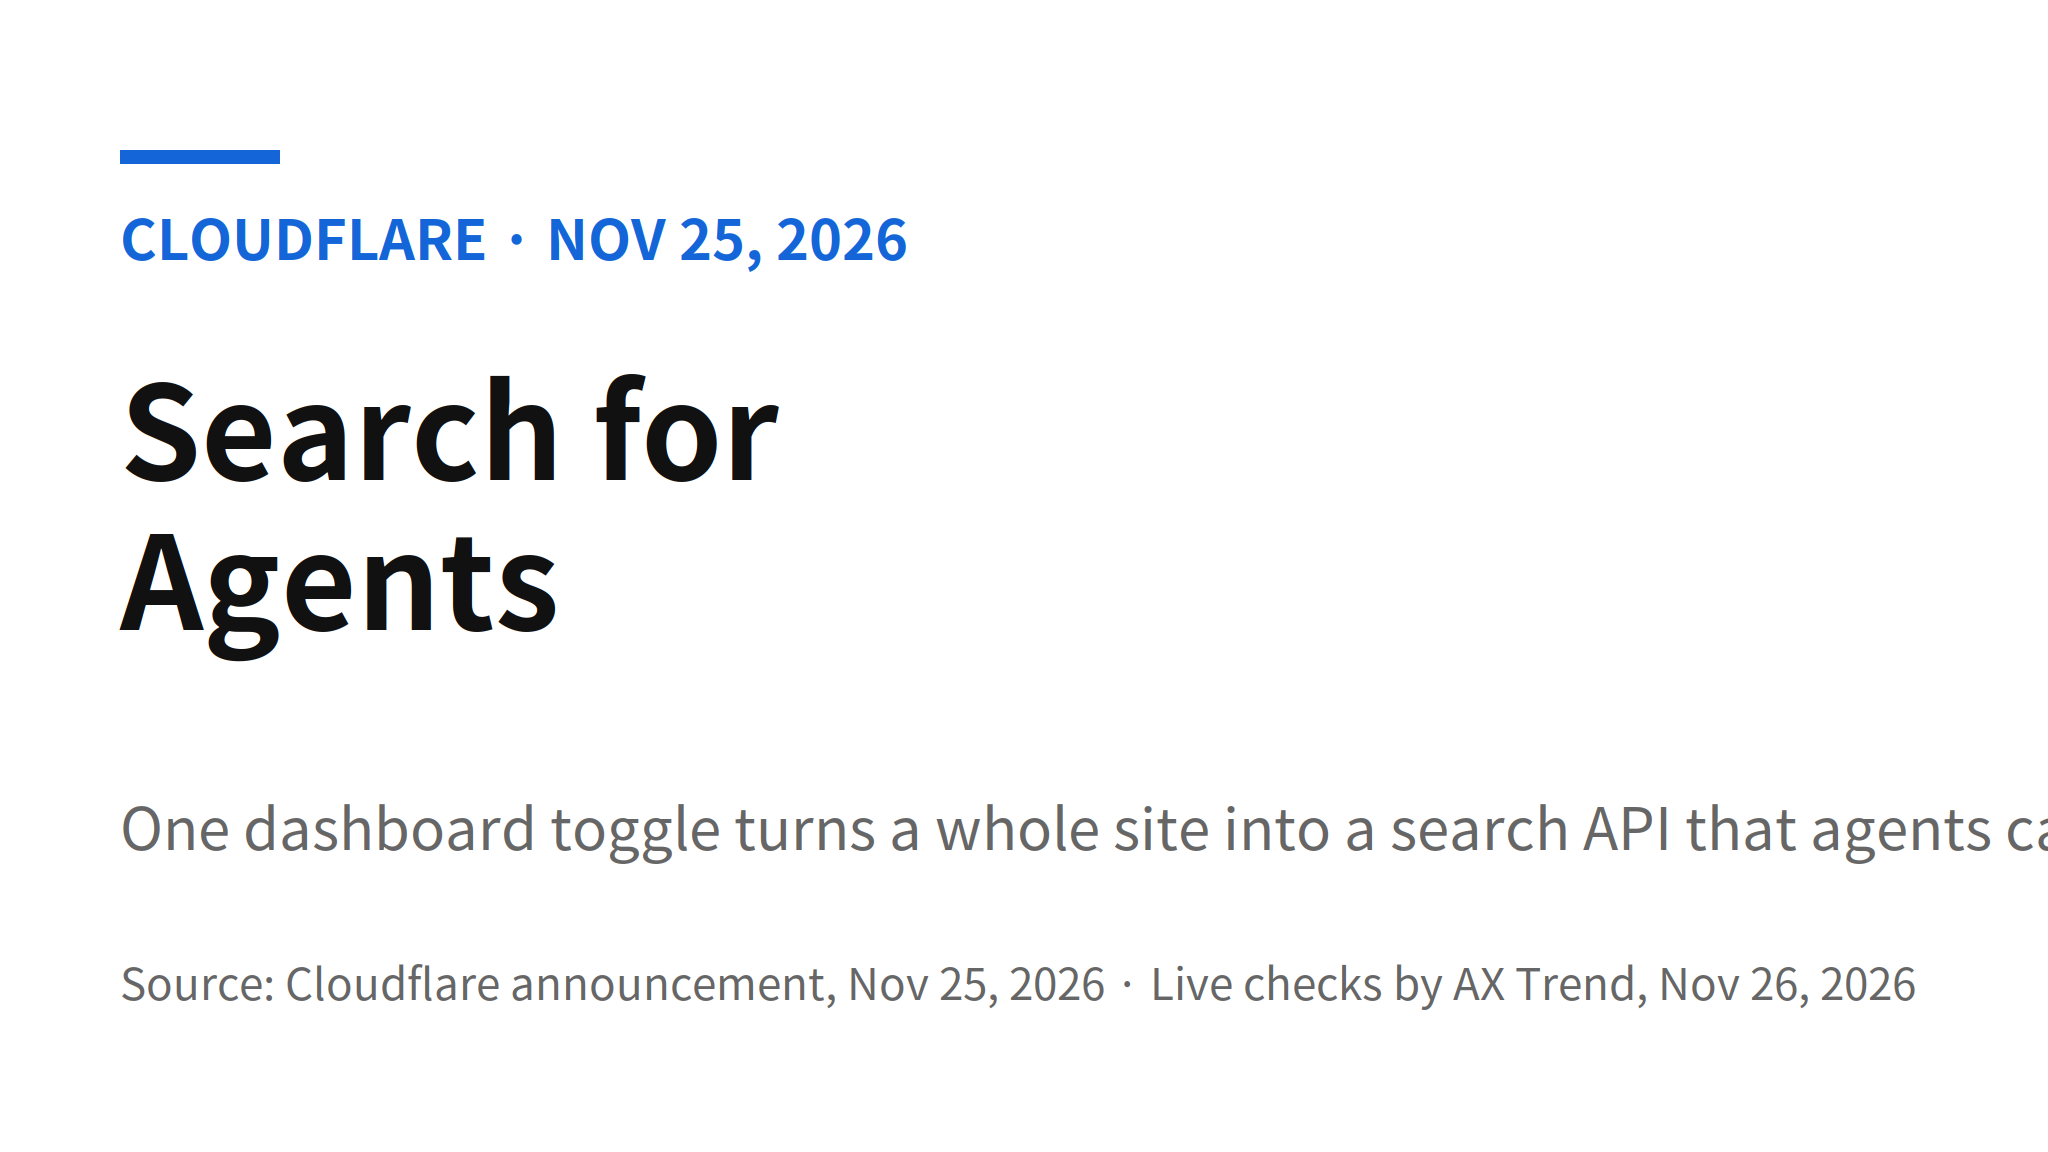 CLOUDFLARE · NOV 25, 2026
Search for
Agents
One dashboard toggle turns a whole site into a search API that agents
Source: Cloudflare announcement, Nov 25, 2026 · Live checks by AX Trend, Nov 26, 2026